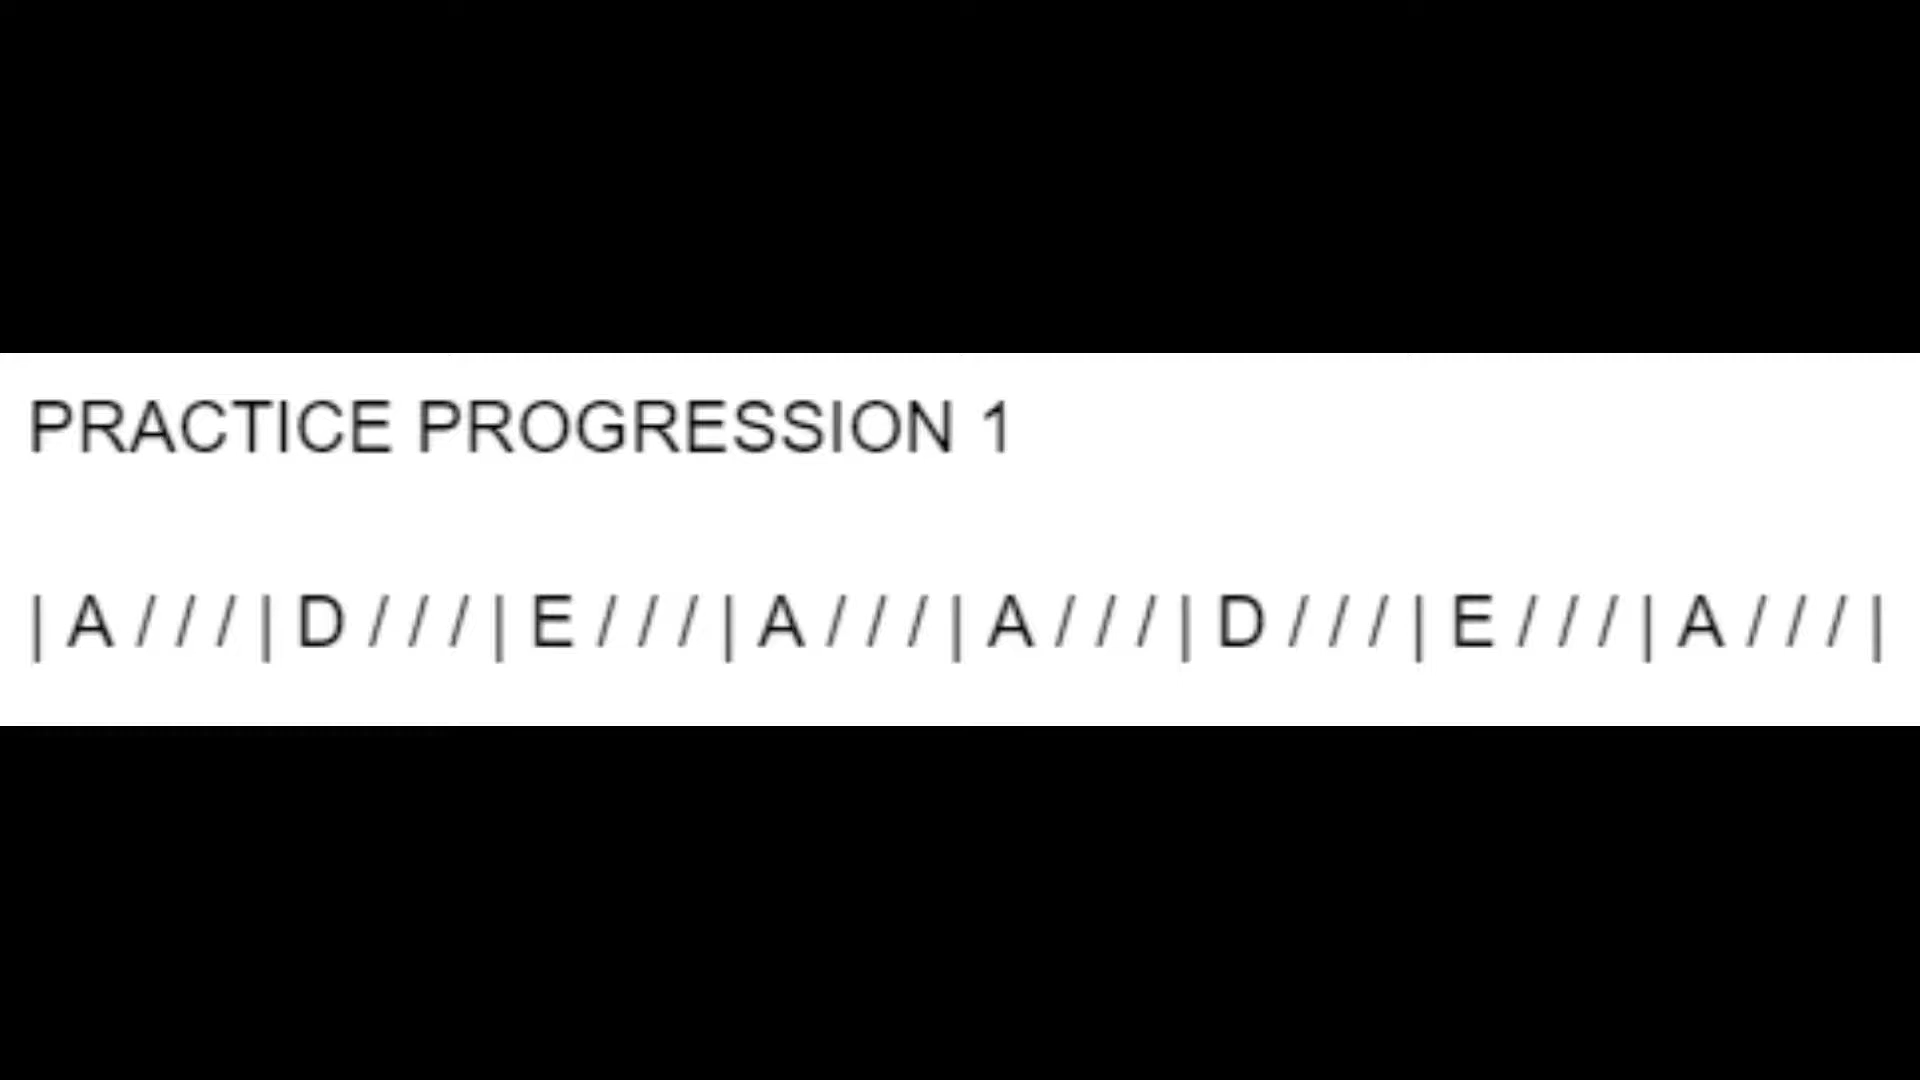 PRACTICE PROGRESSION 1
| A / / / | D / / / | E / / / | A / / / | A / / / | D / / / | E / / / | A / / / |